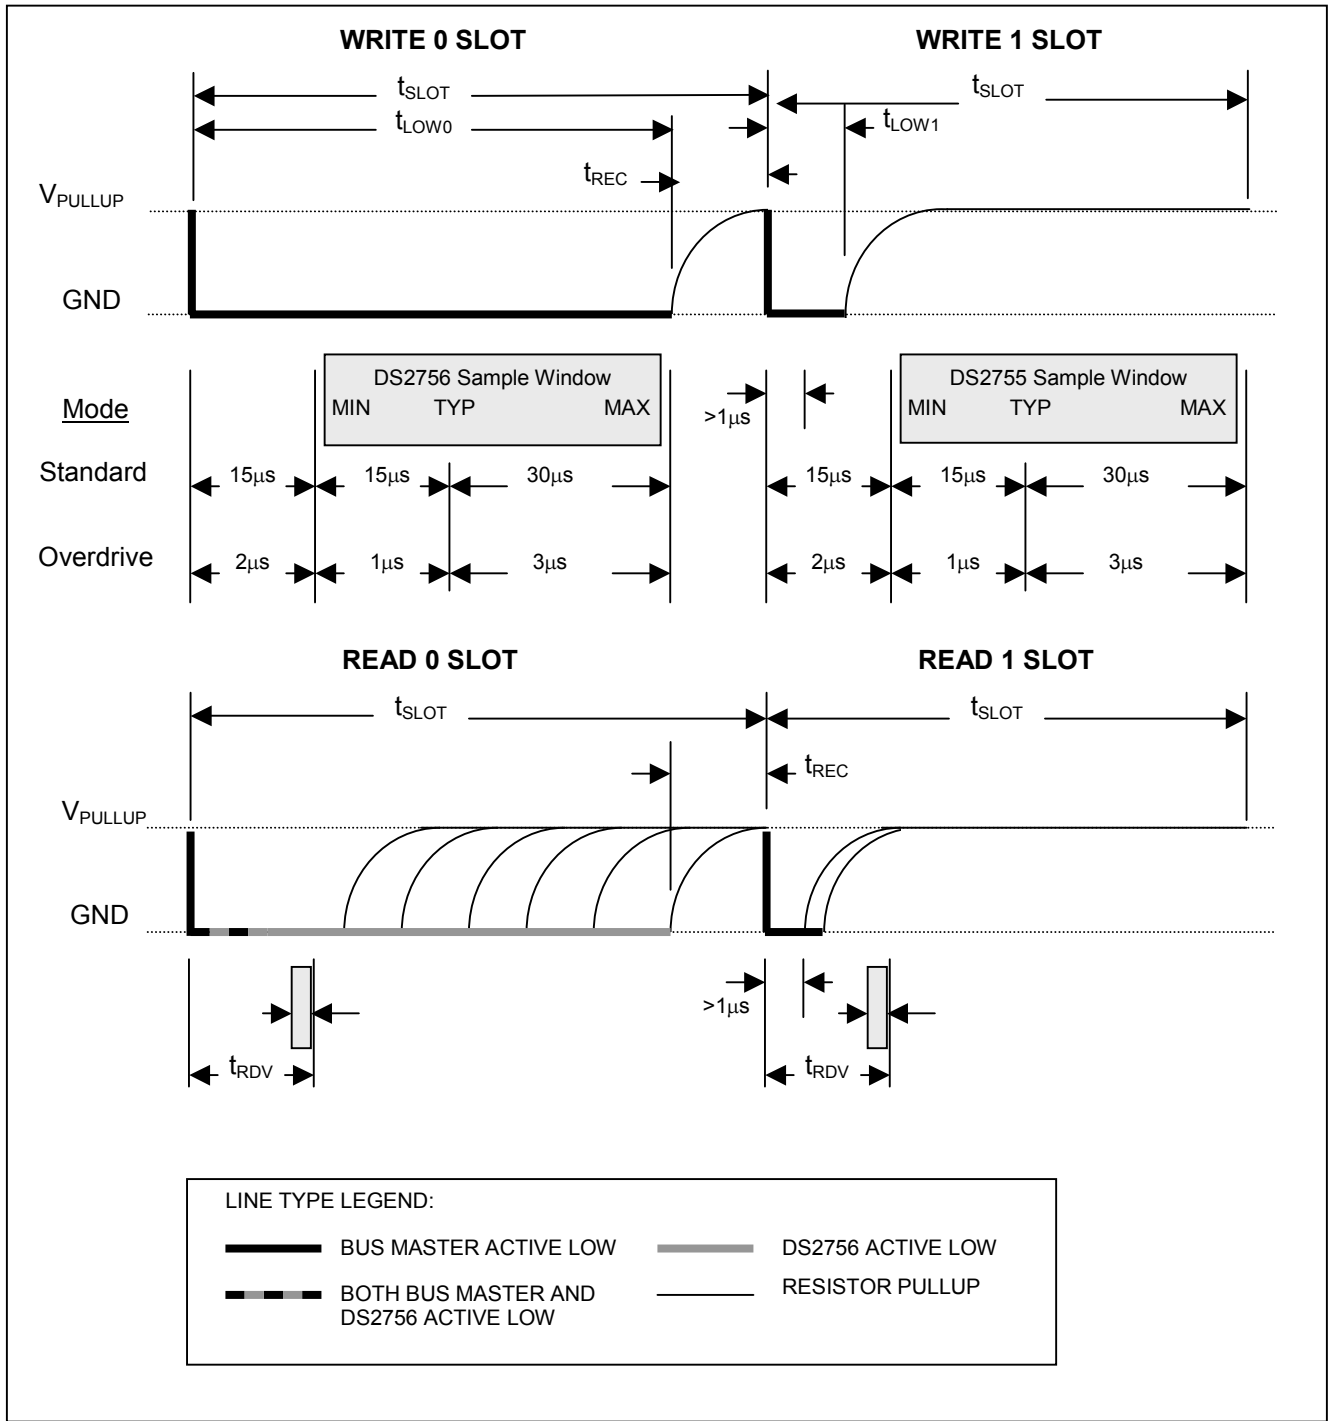 WRITE 0 SLOT WRITE 1 SLOT
tSLOT tSLOT
tLOW0 tLOW1
tREC
VPULLUP
GND
DS2756 Sample Window DS2755 Sample Window
Mode MIN TYP MAX >1μs MIN TYP MAX
Standard 15μs 15μs 30μs 15μs 15μs 30μs
Overdrive 2μs 1μs 3μs 2μs 1μs 3μs
READ 0 SLOT READ 1 SLOT
tSLOT tSLOT
tREC
VPULLUP
GND
>1μs
tRDV tRDV
LINE TYPE LEGEND:
BUS MASTER ACTIVE LOW DS2756 ACTIVE LOW
BOTH BUS MASTER AND RESISTOR PULLUP
DS2756 ACTIVE LOW